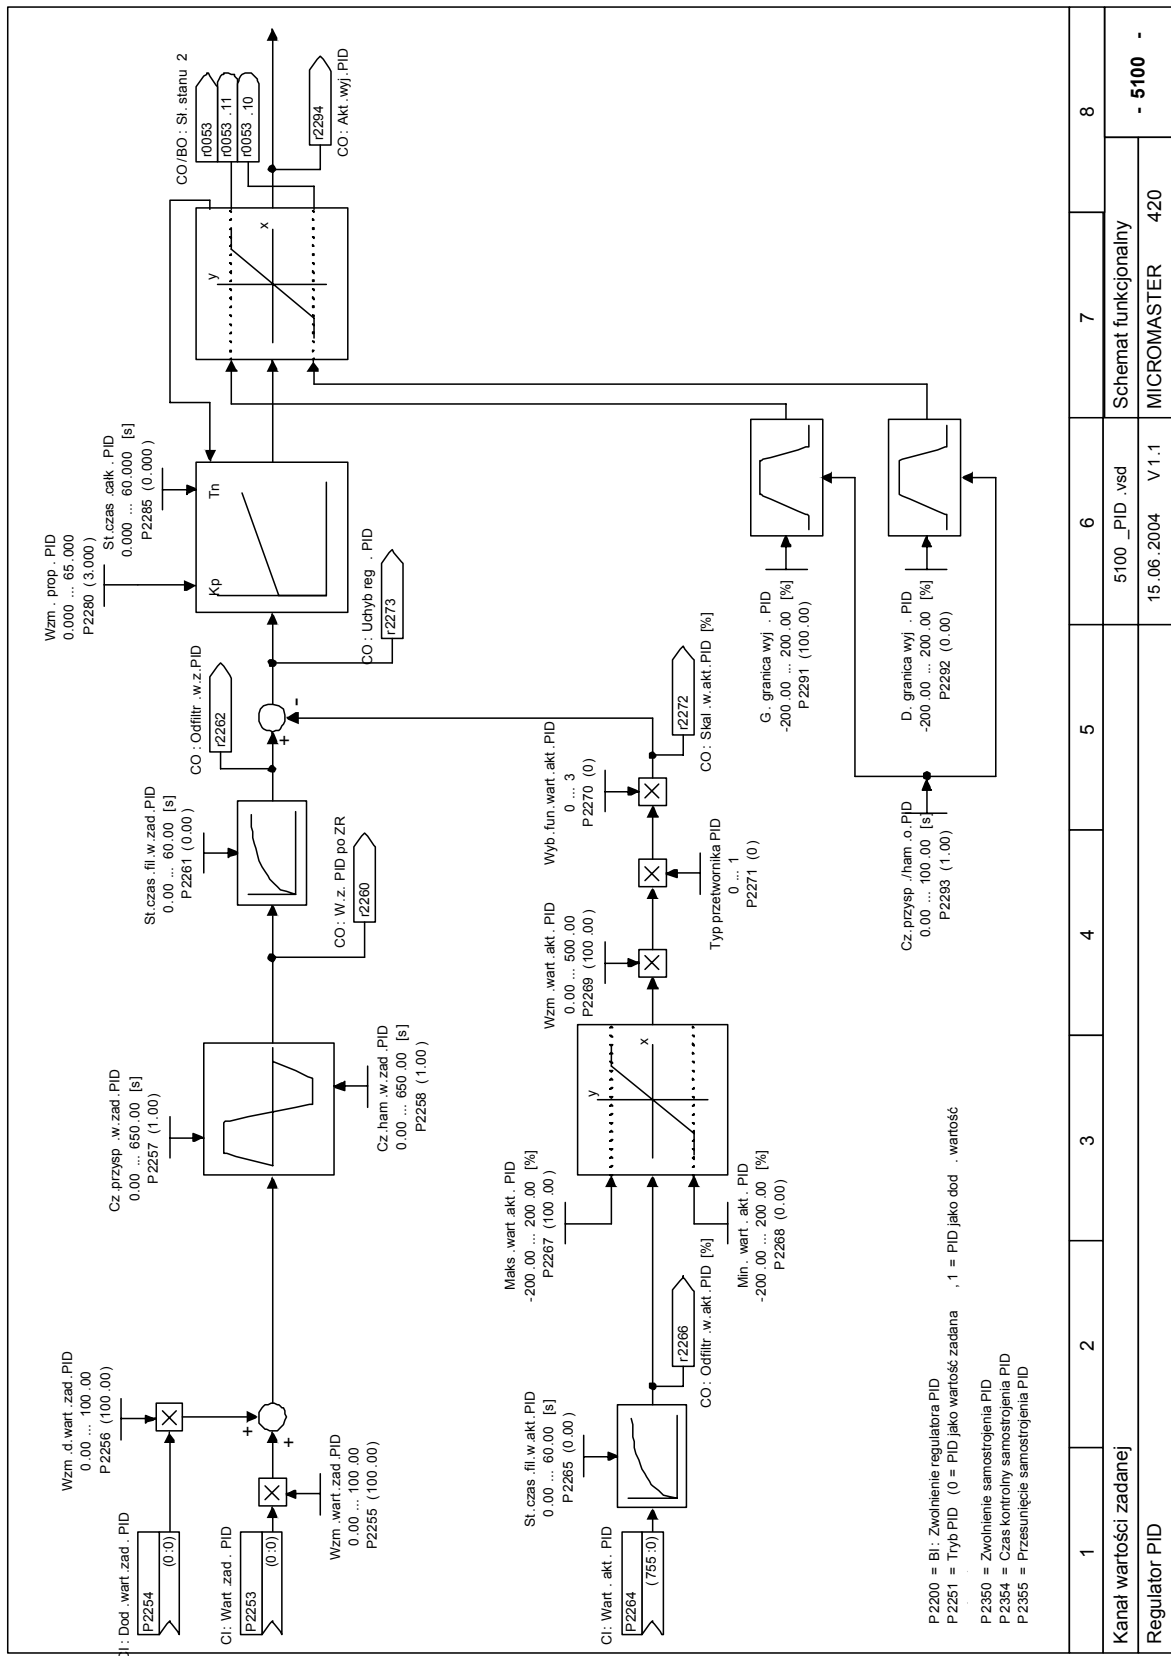 CI: Dod .wart .zad . PID
P2254
(0:0)
Wzm .d.wart .zad.PID
0.00 ... 100.00
P2256 (100.00)
CI: Wart .zad . PID
P2253
(0:0)
Wzm .wart .zad .PID
0.00 ... 100.00
P2255 (100.00)
+
+
Cz.przysp .w.zad .PID
0.00 ... 650.00 [s]
P2257 (1.00)
Cz.ham .w.zad .PID
0.00 ... 650 .00 [s]
P2258 (1.00)
CO: W.z. PID po ZR
r2260
St.czas .fil.w.zad.PID
0.00 ... 60.00 [s]
P2261 (0.00)
CO : Odfiltr .w.z.PID
r2262
+
-
CO : Uchyb reg . PID
r2273
Wzm . prop . PID
0.000 ... 65.000
P2280 (3.000 )
St.czas .całk . PID
0.000 ... 60.000 [s]
P2285 (0.000 )
Kp
Tn
y
x
CO/BO : Sł. stanu 2
r0053
r0053 .11
r0053 .10
r2294
CO: Akt .wyj .PID
CI: Wart . akt . PID
P2264
(755:0)
St.czas .fil.w.akt.PID
0.00 ... 60.00 [s]
P2265 (0.00 )
r2266
CO: Odfiltr .w.akt.PID [%]
Maks .wart .akt . PID
-200.00 ... 200.00 [%]
P2267 (100 .00 )
Min. wart . akt . PID
-200.00 ... 200 .00 [%]
P2268 (0.00)
y
x
Wzm .wart.akt . PID
0.00 ... 500.00
P2269 (100 .00 )
Typ przetwornika PID
0 ... 1
P2271 (0)
Wyb .fun.wart .akt.PID
0 ... 3
P2270 (0)
r2272
CO: Skal .w.akt.PID [%]
G . granica wyj . PID
-200.00 ... 200.00 [%]
P2291 (100.00)
D. granica wyj . PID
-200.00 ... 200.00 [%]
P2292 (0.00)
Cz.przysp ./ham .o.PID
0.00 ... 100.00 [s]
P2293 (1.00)
P2200 = BI: Zwolnienie regulatora PID
P2251 = Tryb PID (0 = PID jako wartość zadana , 1 = PID jako dod . wartość
P2350 = Zwolnienie samostrojenia PID
P2354 = Czas kontrolny samostrojenia PID
P2355 = Przesunięcie samostrojenia PID
1 2 3 4 5 6 7 8
Kanał wartości zadanej
5100 _PID .vsd
Schemat funkcjonalny
- 5100 -
Regulator PID
15.06.2004 V 1.1
MICROMASTER 420